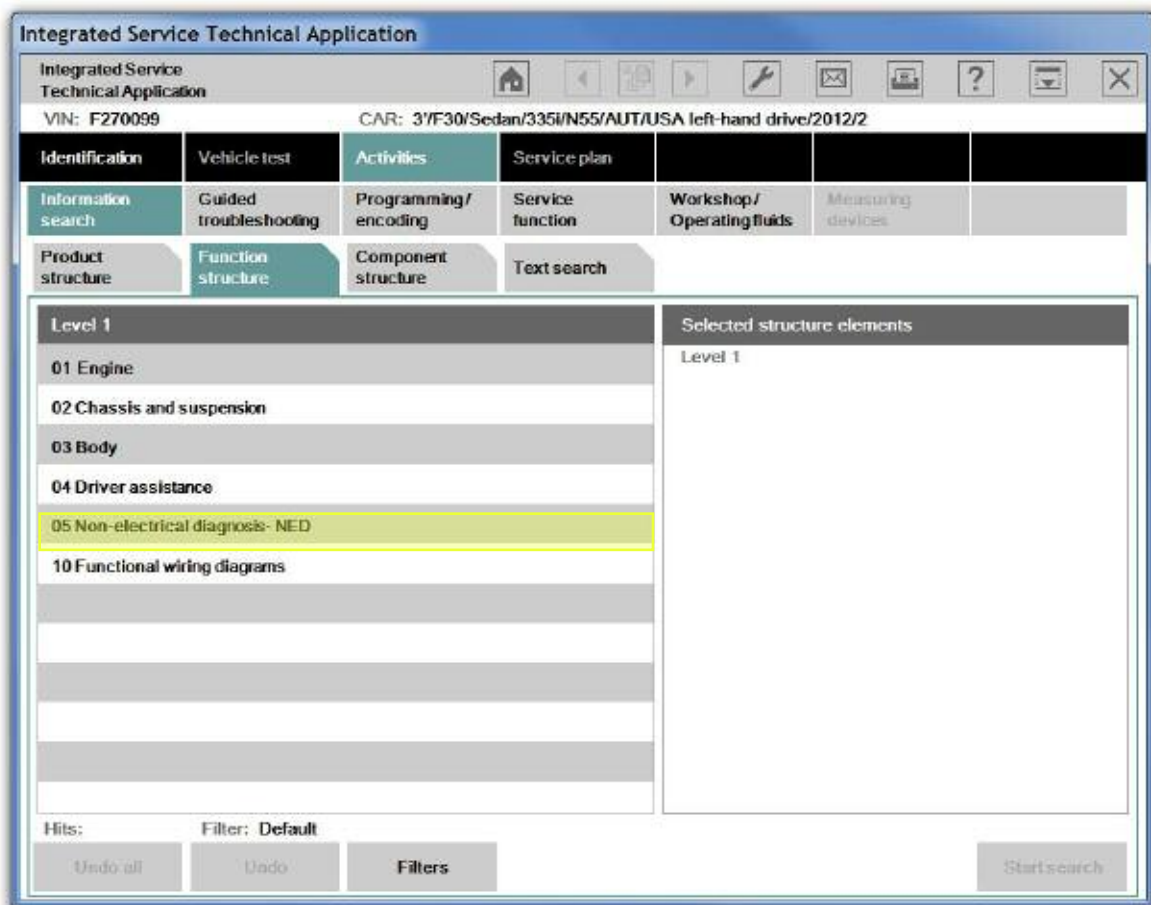 Integrated Service Technical Application
Integrated Service
Technical Application
VIN: F270099 CAR: 3'/F30/Sedan/335i/N55/AUT/USA left-hand drive/2012/2
Identification Vehicle test Activities Service plan
Information search Guided troubleshooting Programming/ encoding Service function Workshop/ Operating fluids Measuring devices
Product structure Function structure Component structure Text search
Level 1 Selected structure elements
Level 1
01 Engine
02 Chassis and suspension
03 Body
04 Driver assistance
05 Non-electrical diagnosis- NED
10 Functional wiring diagrams
Hits: Filter: Default
Undo all Undo Filters Start search